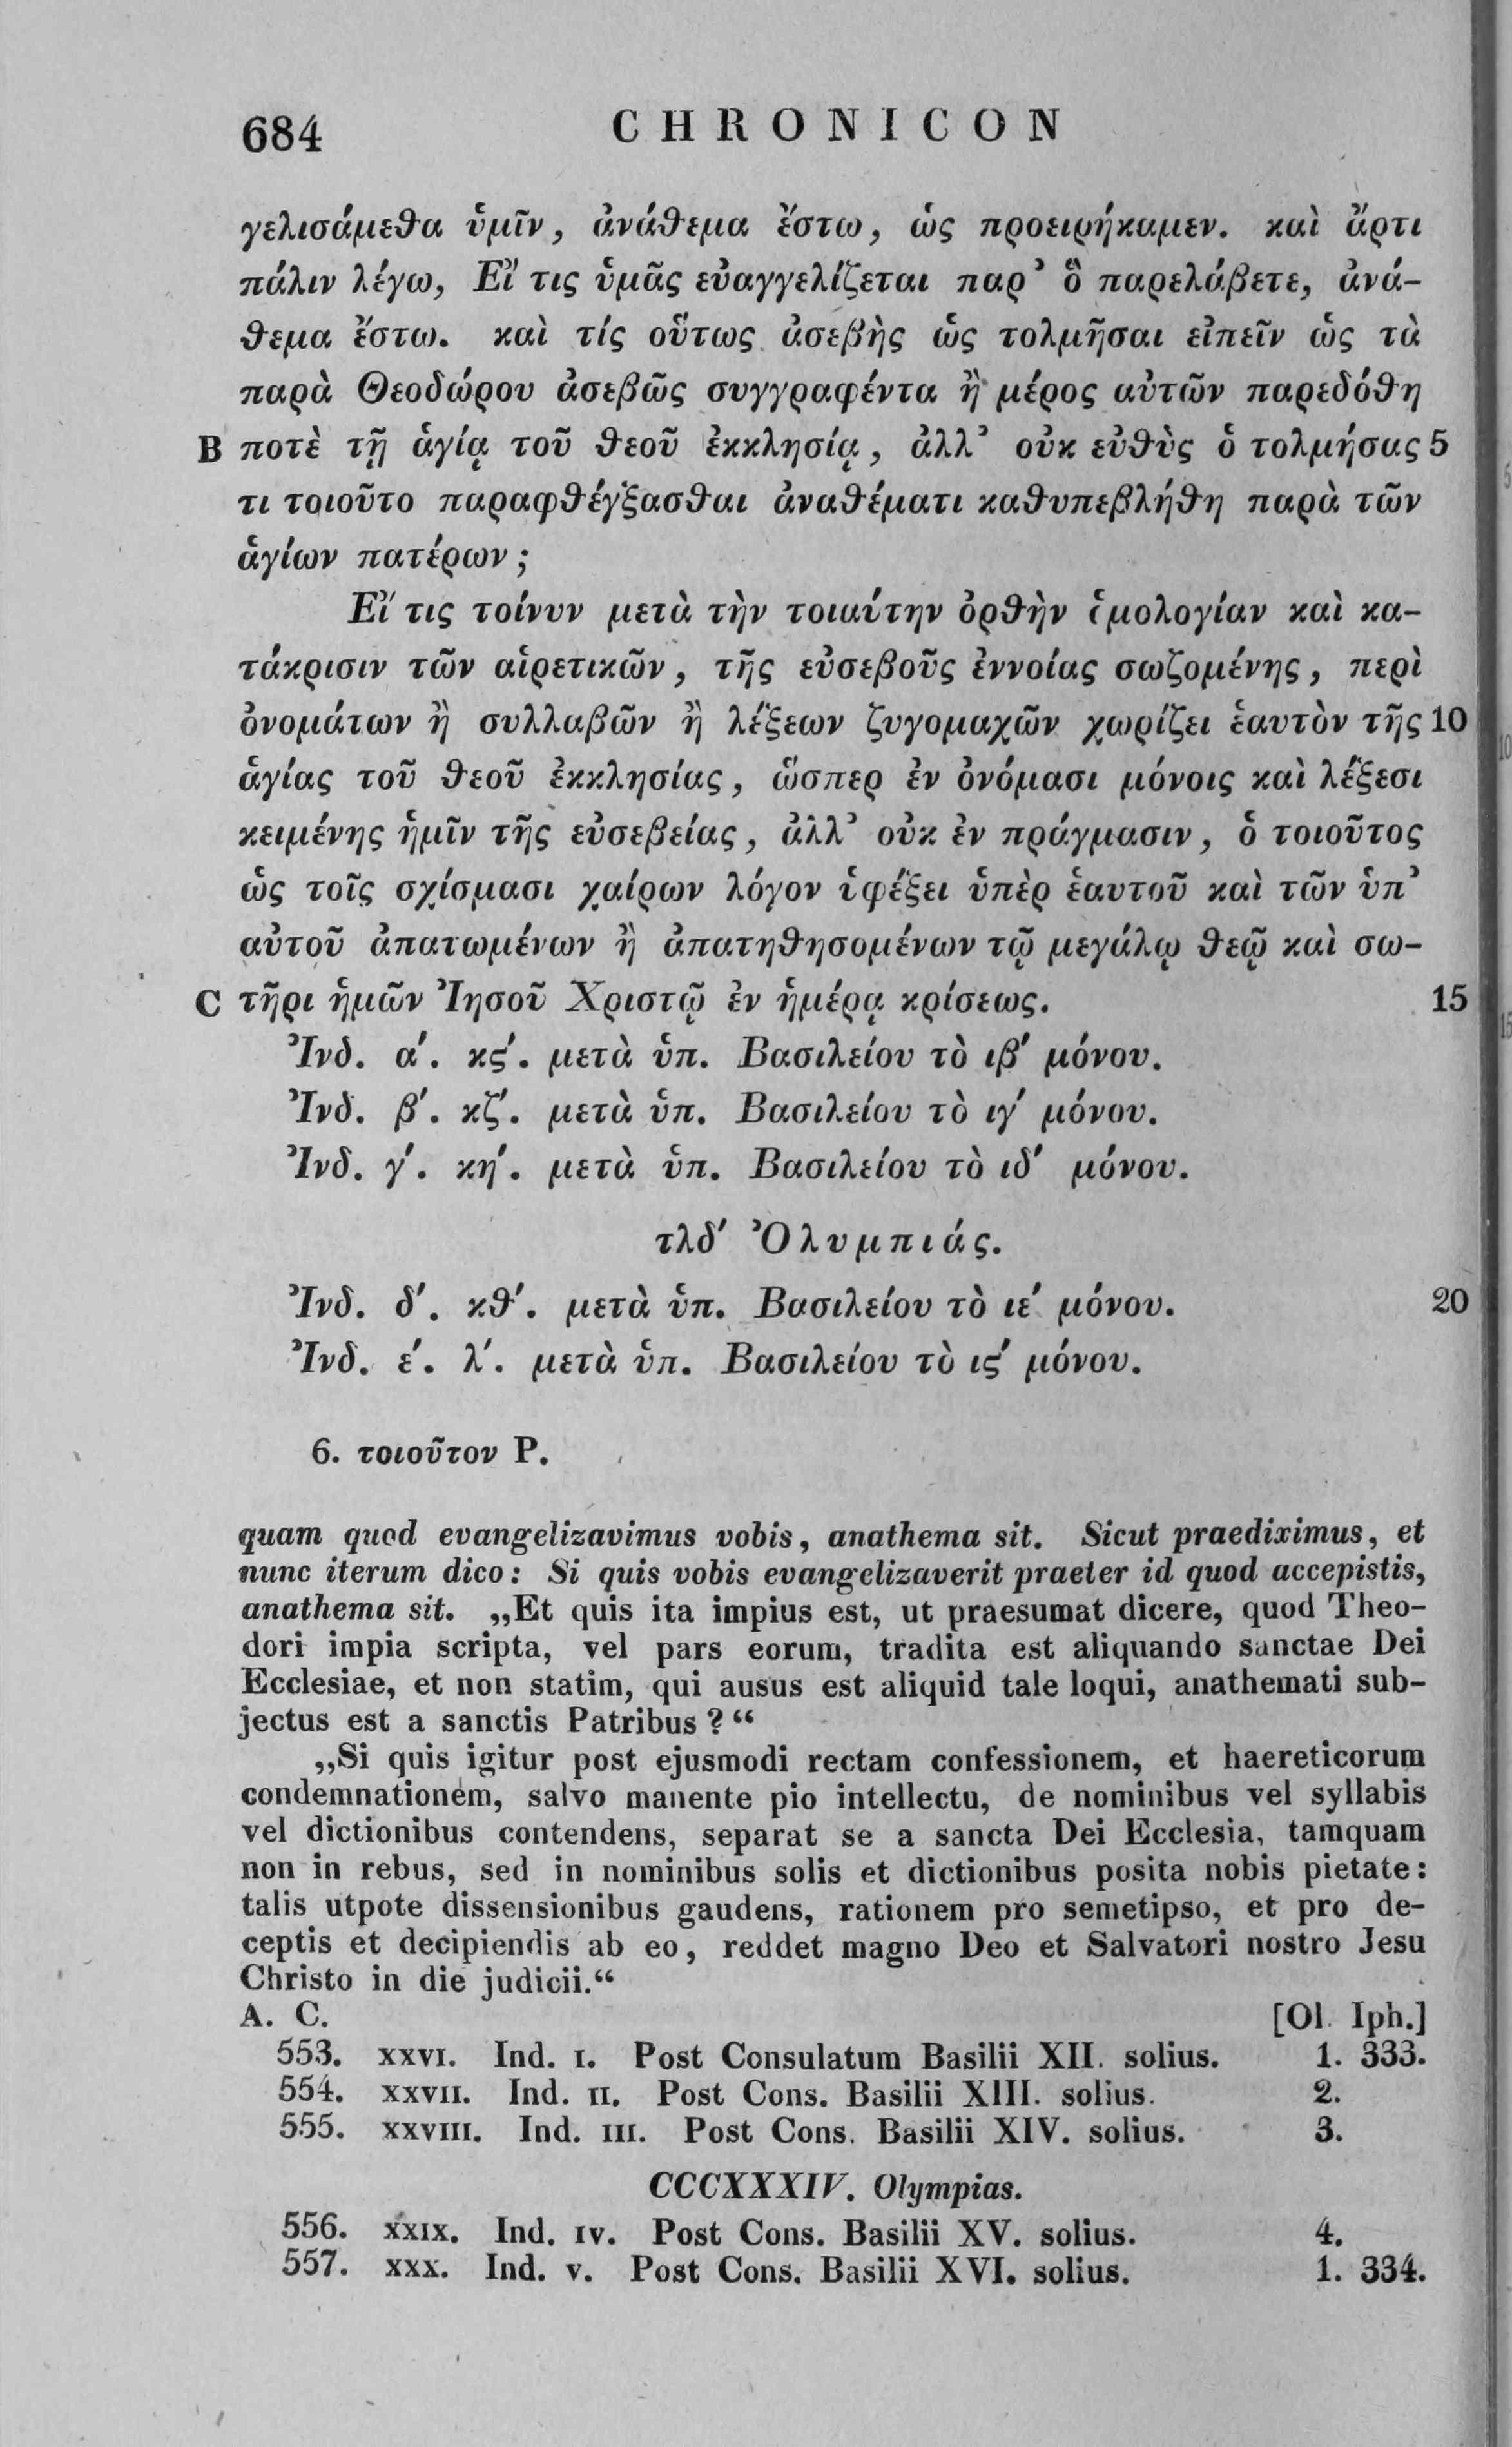 684 CHRONICON
γελισάμεθα ὑμῖν, ἀνάθεμα ἔστω, ὡς προειρήκαμεν. καὶ ἄρτι
πάλιν λέγω, Εἴ τις ὑμᾶς εὐαγγελίζεται παρ’ ὃ παρελάβετε, ἀνά-
θεμα ἔστω. καὶ τίς οὕτως ἀσεβὴς ὡς τολμῆσαι εἰπεῖν ὡς τὰ
παρὰ Θεοδώρου ἀσεβῶς συγγραφέντα ἢ μέρος αὐτῶν παρεδόθη
B ποτὲ τῇ ἁγίᾳ τοῦ θεοῦ ἐκκλησίᾳ, ἀλλ’ οὐκ εὐθὺς ὁ τολμήσας 5
τι τοιοῦτο παραφθέγξασθαι ἀναθέματι καθυπεβλήθη παρὰ τῶν
ἁγίων πατέρων;
Εἴ τις τοίνυν μετὰ τὴν τοιαύτην ὀρθὴν ὁμολογίαν καὶ κα-
τάκρισιν τῶν αἱρετικῶν, τῆς εὐσεβοῦς ἐννοίας σωζομένης, περὶ
ὀνομάτων ἢ συλλαβῶν ἢ λέξεων ζυγομαχῶν χωρίζει ἑαυτὸν τῆς 10
ἁγίας τοῦ θεοῦ ἐκκλησίας, ὥσπερ ἐν ὀνόμασι μόνοις καὶ λέξεσι
κειμένης ἡμῖν τῆς εὐσεβείας, ἀλλ’ οὐκ ἐν πράγμασιν, ὁ τοιοῦτος
ὡς τοῖς σχίσμασι χαίρων λόγον ὑφέξει ὑπὲρ ἑαυτοῦ καὶ τῶν ὑπ’
αὐτοῦ ἀπατωμένων ἢ ἀπατηθησομένων τῷ μεγάλῳ θεῷ καὶ σω-
C τῆρι ἡμῶν Ἰησοῦ Χριστῷ ἐν ἡμέρᾳ κρίσεως. 15
Ἰνδ. α΄. κϛ΄. μετὰ ὑπ. Βασιλείου τὸ ιβ΄ μόνου.
Ἰνδ. β΄. κζ΄. μετὰ ὑπ. Βασιλείου τὸ ιγ΄ μόνου.
Ἰνδ. γ΄. κη΄. μετὰ ὑπ. Βασιλείου τὸ ιδ΄ μόνου.
τλδ΄ Ὀλυμπιάς.
Ἰνδ. δ΄. κθ΄. μετὰ ὑπ. Βασιλείου τὸ ιε΄ μόνου. 20
Ἰνδ. ε΄. λ΄. μετὰ ὑπ. Βασιλείου τὸ ιϛ΄ μόνου.
6. τοιοῦτον P.
quam quod evangelizavimus vobis, anathema sit. Sicut praediximus, et
nunc iterum dico: Si quis vobis evangelizaverit praeter id quod accepistis,
anathema sit. „Et quis ita impius est, ut praesumat dicere, quod Theo-
dori impia scripta, vel pars eorum, tradita est aliquando sanctae Dei
Ecclesiae, et non statim, qui ausus est aliquid tale loqui, anathemati sub-
jectus est a sanctis Patribus?“
„Si quis igitur post ejusmodi rectam confessionem, et haereticorum
condemnationem, salvo manente pio intellectu, de nominibus vel syllabis
vel dictionibus contendens, separat se a sancta Dei Ecclesia, tamquam
non in rebus, sed in nominibus solis et dictionibus posita nobis pietate:
talis utpote dissensionibus gaudens, rationem pro semetipso, et pro de-
ceptis et decipiendis ab eo, reddet magno Deo et Salvatori nostro Jesu
Christo in die judicii.“
A. C. [Ol. Iph.]
553. XXVI. Ind. I. Post Consulatum Basilii XII. solius. 1. 333.
554. XXVII. Ind. II. Post Cons. Basilii XIII. solius. 2.
555. XXVIII. Ind. III. Post Cons. Basilii XIV. solius. 3.
CCCXXXIV. Olympias.
556. XXIX. Ind. IV. Post Cons. Basilii XV. solius. 4.
557. XXX. Ind. V. Post Cons. Basilii XVI. solius. 1. 334.